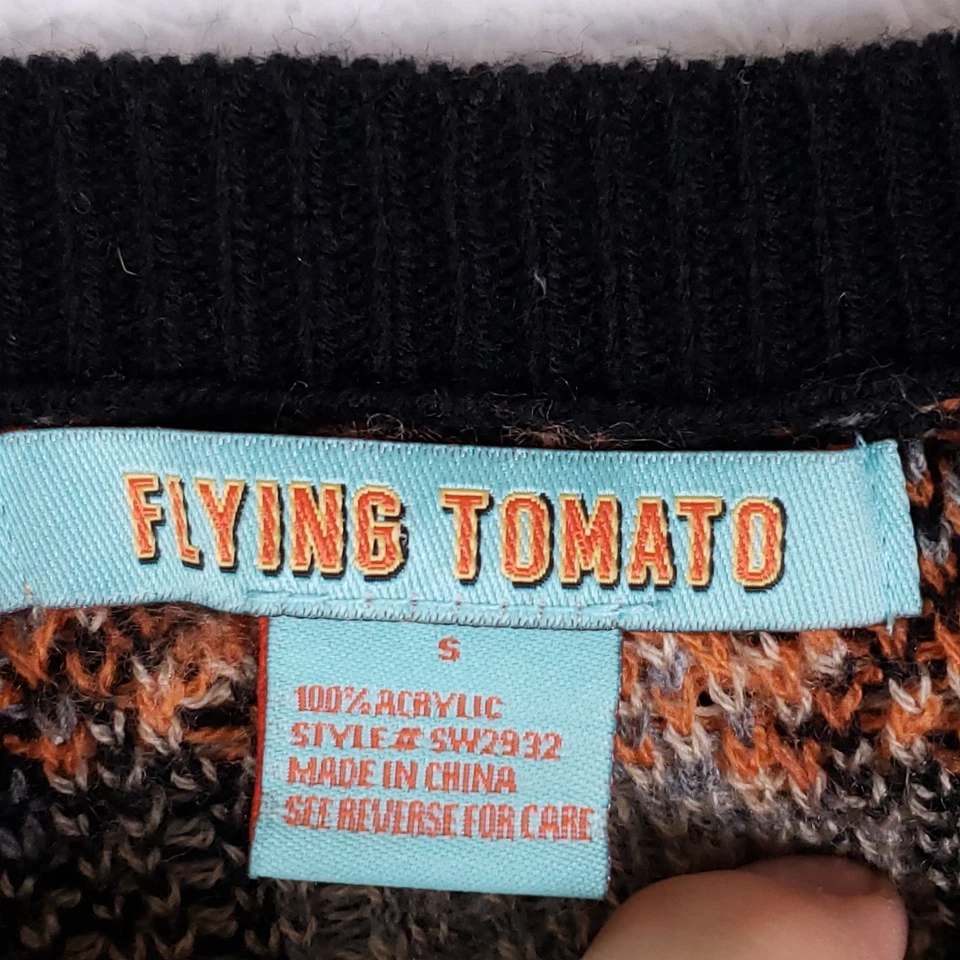 FLYING TOMATO
S
100% ACRYLIC
STYLE# SW2932
MADE IN CHINA
SEE REVERSE FOR CARE